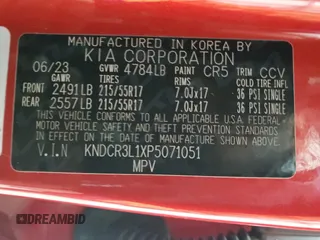 MANUFACTURED IN KOREA BY
KIA CORPORATION
06/23 GVWR 4784LB PAINT CR5 TRIM CCV
GAWR TIRES RIMS COLD TIRE INFL
FRONT 2491LB 215/55R17 7.0Jx17 36 PSI SINGLE
REAR 2557LB 215/55R17 7.0Jx17 36 PSI SINGLE
THIS VEHICLE CONFORMS TO ALL APPLICABLE U.S.A. FEDERAL
MOTOR VEHICLE SAFETY, BUMPER, AND THEFT PREVENTION
STANDARDS IN EFFECT ON THE DATE OF MANUFACTURE SHOWN ABOVE.
V.I.N KNDCR3L1XP5071051
MPV
DREAMBID